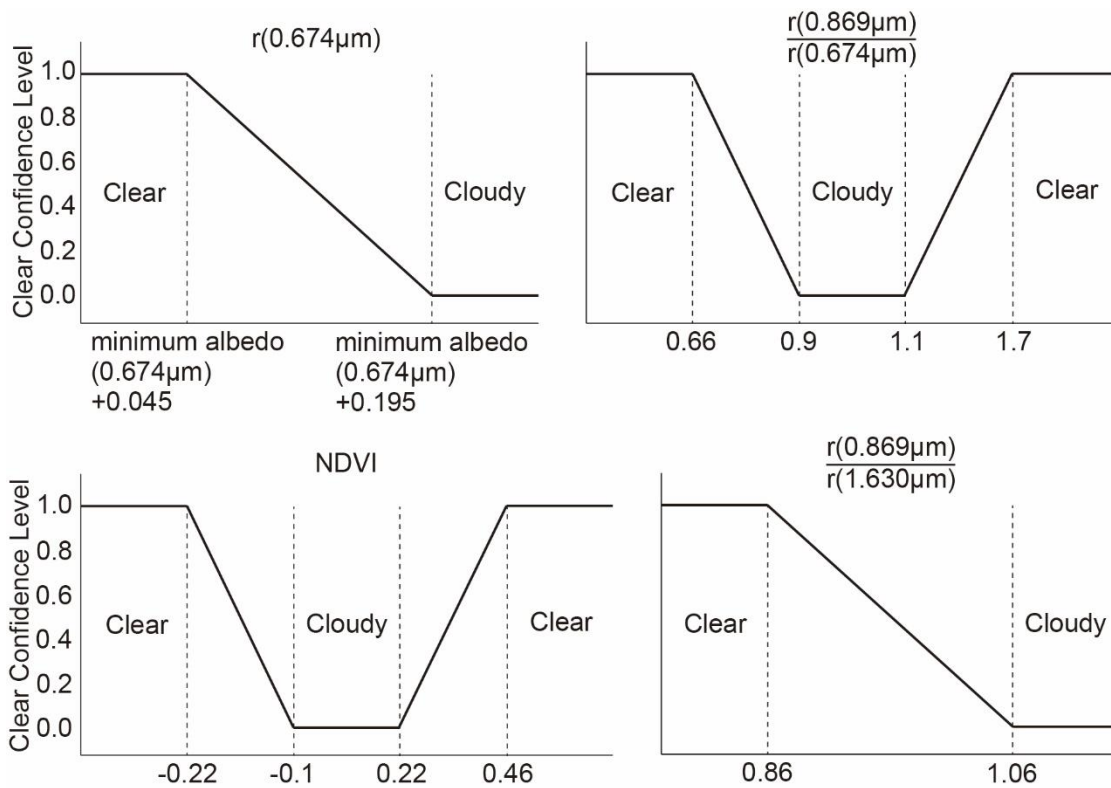 r(0.674µm)
Clear Confidence Level
1.0
0.8
0.6
0.4
0.2
0.0
Clear
Cloudy
minimum albedo
(0.674µm)
+0.045
minimum albedo
(0.674µm)
+0.195
r(0.869µm)
r(0.674µm)
Clear
Cloudy
Clear
0.66
0.9
1.1
1.7
NDVI
Clear Confidence Level
1.0
0.8
0.6
0.4
0.2
0.0
Clear
Cloudy
Clear
-0.22
-0.1
0.22
0.46
r(0.869µm)
r(1.630µm)
Clear
Cloudy
0.86
1.06